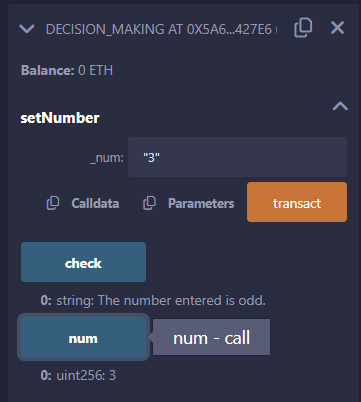 DECISION_MAKING AT 0X5A6...427E6 (
Balance: 0 ETH
setNumber
_num: "3"
Calldata Parameters transact
check
0: string: The number entered is odd.
num num - call
0: uint256: 3